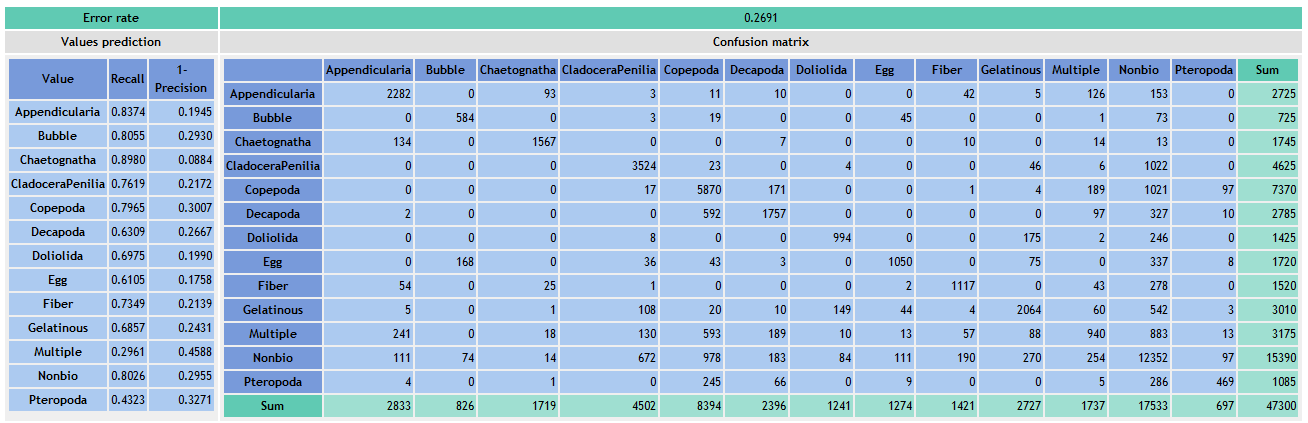 Error rate 0.2691
Values prediction Confusion matrix
Value Recall 1-Precision
Appendicularia 0.8374 0.1945
Bubble 0.8055 0.2930
Chaetognatha 0.8980 0.0884
CladoceraPenilia 0.7619 0.2172
Copepoda 0.7965 0.3007
Decapoda 0.6309 0.2667
Doliolida 0.6975 0.1990
Egg 0.6105 0.1758
Fiber 0.7349 0.2139
Gelatinous 0.6857 0.2431
Multiple 0.2961 0.4588
Nonbio 0.8026 0.2955
Pteropoda 0.4323 0.3271
Appendicularia Bubble Chaetognatha CladoceraPenilia Copepoda Decapoda Doliolida Egg Fiber Gelatinous Multiple Nonbio Pteropoda Sum
Appendicularia 2282 0 93 3 11 10 0 0 42 5 126 153 0 2725
Bubble 0 584 0 3 19 0 0 45 0 0 1 73 0 725
Chaetognatha 134 0 1567 0 0 7 0 0 10 0 14 13 0 1745
CladoceraPenilia 0 0 0 3524 23 0 4 0 0 46 6 1022 0 4625
Copepoda 0 0 0 17 5870 171 0 0 1 4 189 1021 97 7370
Decapoda 2 0 0 0 592 1757 0 0 0 0 97 327 10 2785
Doliolida 0 0 0 8 0 0 994 0 0 175 2 246 0 1425
Egg 0 168 0 36 43 3 0 1050 0 75 0 337 8 1720
Fiber 54 0 25 1 0 0 0 2 1117 0 43 278 0 1520
Gelatinous 5 0 1 108 20 10 149 44 4 2064 60 542 3 3010
Multiple 241 0 18 130 593 189 10 13 57 88 940 883 13 3175
Nonbio 111 74 14 672 978 183 84 111 190 270 254 12352 97 15390
Pteropoda 4 0 1 0 245 66 0 9 0 0 5 286 469 1085
Sum 2833 826 1719 4502 8394 2396 1241 1274 1421 2727 1737 17533 697 47300